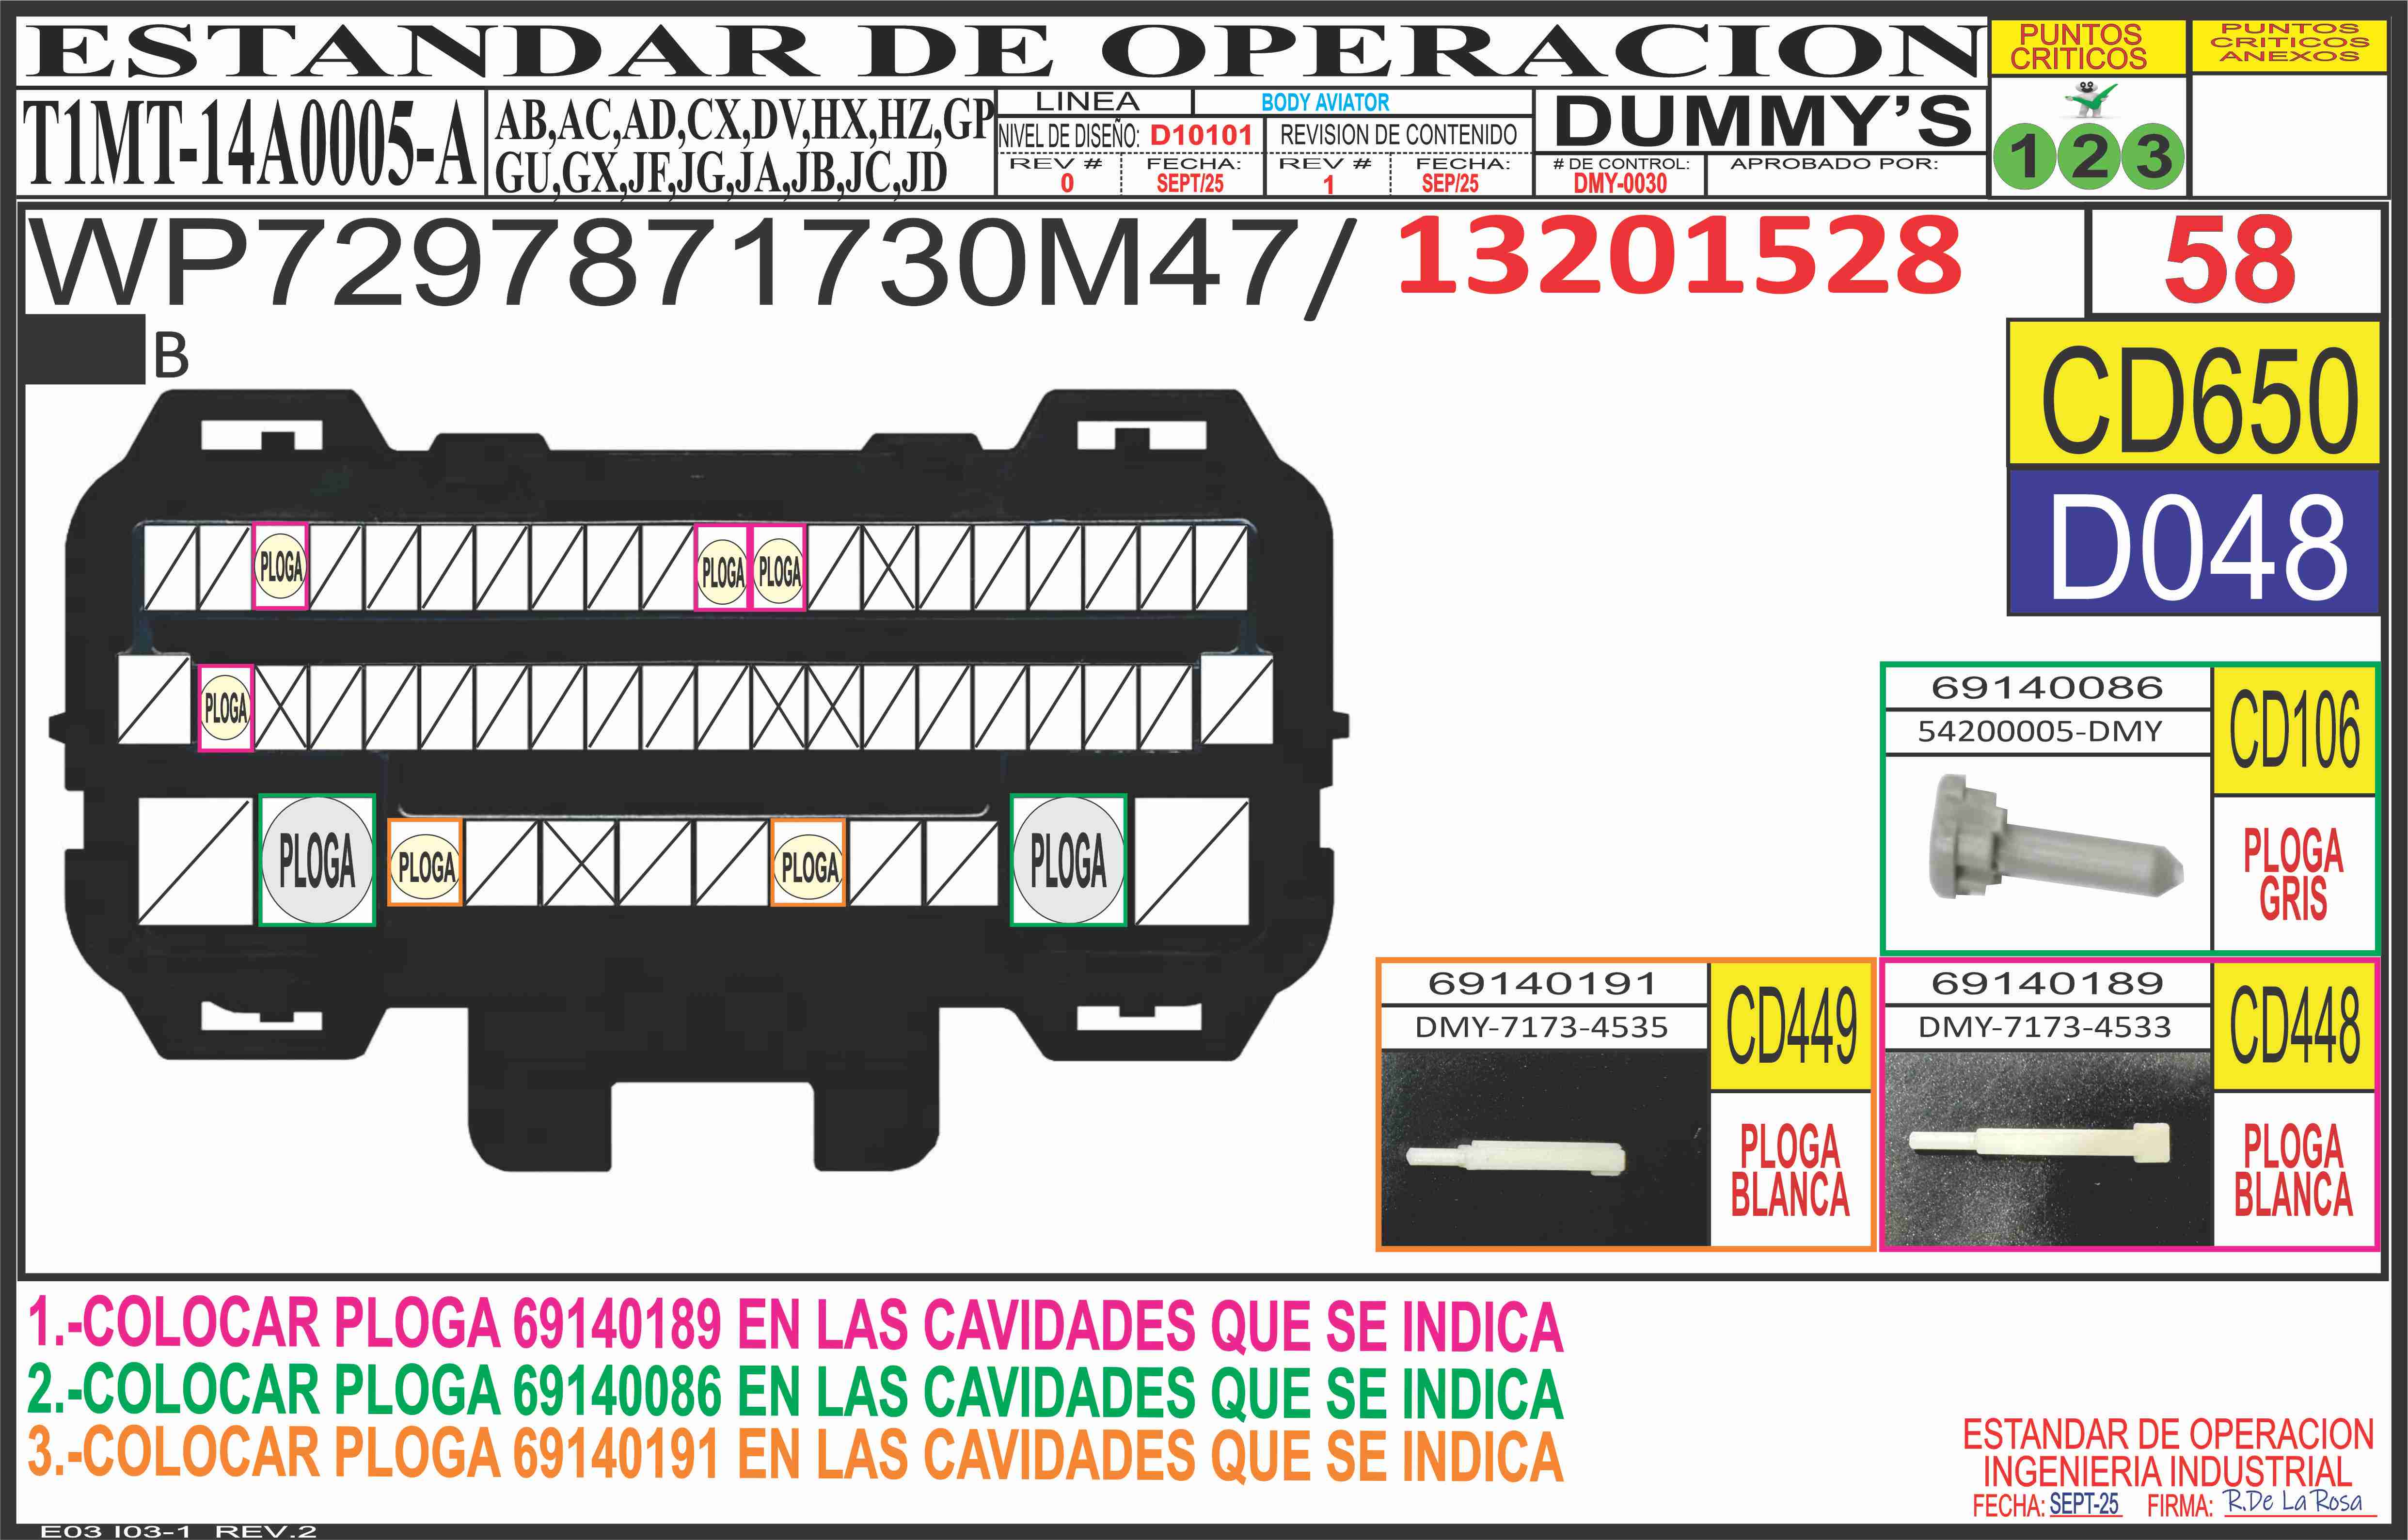 ESTANDAR DE OPERACION
PUNTOS CRITICOS
PUNTOS CRITICOS ANEXOS
T1MT-14A0005-A
AB,AC,AD,CX,DV,HX,HZ,GP
GU,GX,JF,JG,JA,JB,JC,JD
LINEA
BODY AVIATOR
NIVEL DE DISEÑO: D10101
REVISION DE CONTENIDO
REV #
FECHA:
REV #
FECHA:
0
SEPT/25
1
SEP/25
DUMMY'S
# DE CONTROL:
APROBADO POR:
DMY-0030
1 2 3
WP7297871730M47/ 13201528
58
B
CD650
D048
PLOGA
PLOGA
PLOGA
PLOGA
PLOGA
PLOGA
PLOGA
PLOGA
69140086
54200005-DMY
CD106
PLOGA
GRIS
69140191
DMY-7173-4535
CD449
PLOGA
BLANCA
69140189
DMY-7173-4533
CD448
PLOGA
BLANCA
1.-COLOCAR PLOGA 69140189 EN LAS CAVIDADES QUE SE INDICA
2.-COLOCAR PLOGA 69140086 EN LAS CAVIDADES QUE SE INDICA
3.-COLOCAR PLOGA 69140191 EN LAS CAVIDADES QUE SE INDICA
ESTANDAR DE OPERACION
INGENIERIA INDUSTRIAL
FECHA: SEPT-25 FIRMA: R.De La Rosa
E03 I03-1 REV.2